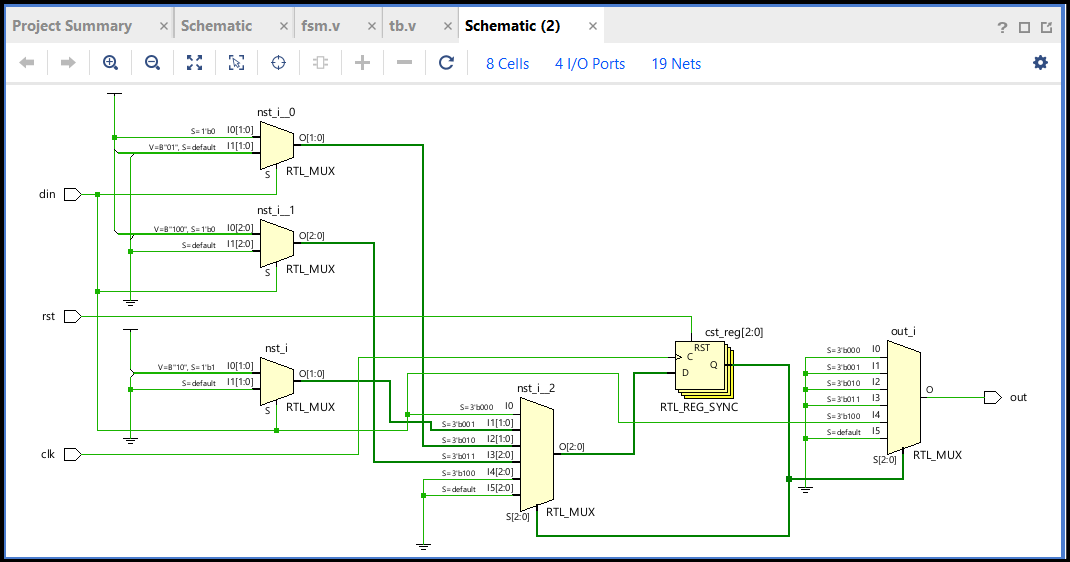 Project Summary × Schematic × fsm.v × tb.v × Schematic (2) ×
?
8 Cells 4 I/O Ports 19 Nets
nst_i__0
S=1'b0 I0[1:0]
V=B"01", S=default I1[1:0]
O[1:0]
S
RTL_MUX
din
nst_i__1
V=B"100", S=1'b0 I0[2:0]
S=default I1[2:0]
O[2:0]
S
RTL_MUX
rst
nst_i
V=B"10", S=1'b1 I0[1:0]
S=default I1[1:0]
O[1:0]
S
RTL_MUX
clk
nst_i__2
S=3'b000 I0
S=3'b001 I1[1:0]
S=3'b010 I2[1:0]
S=3'b011 I3[2:0]
S=3'b100 I4[2:0]
S=default I5[2:0]
O[2:0]
S[2:0]
RTL_MUX
cst_reg[2:0]
RST
C
Q
D
RTL_REG_SYNC
out_i
S=3'b000 I0
S=3'b001 I1
S=3'b010 I2
S=3'b011 I3
S=3'b100 I4
S=default I5
O
S[2:0]
RTL_MUX
out